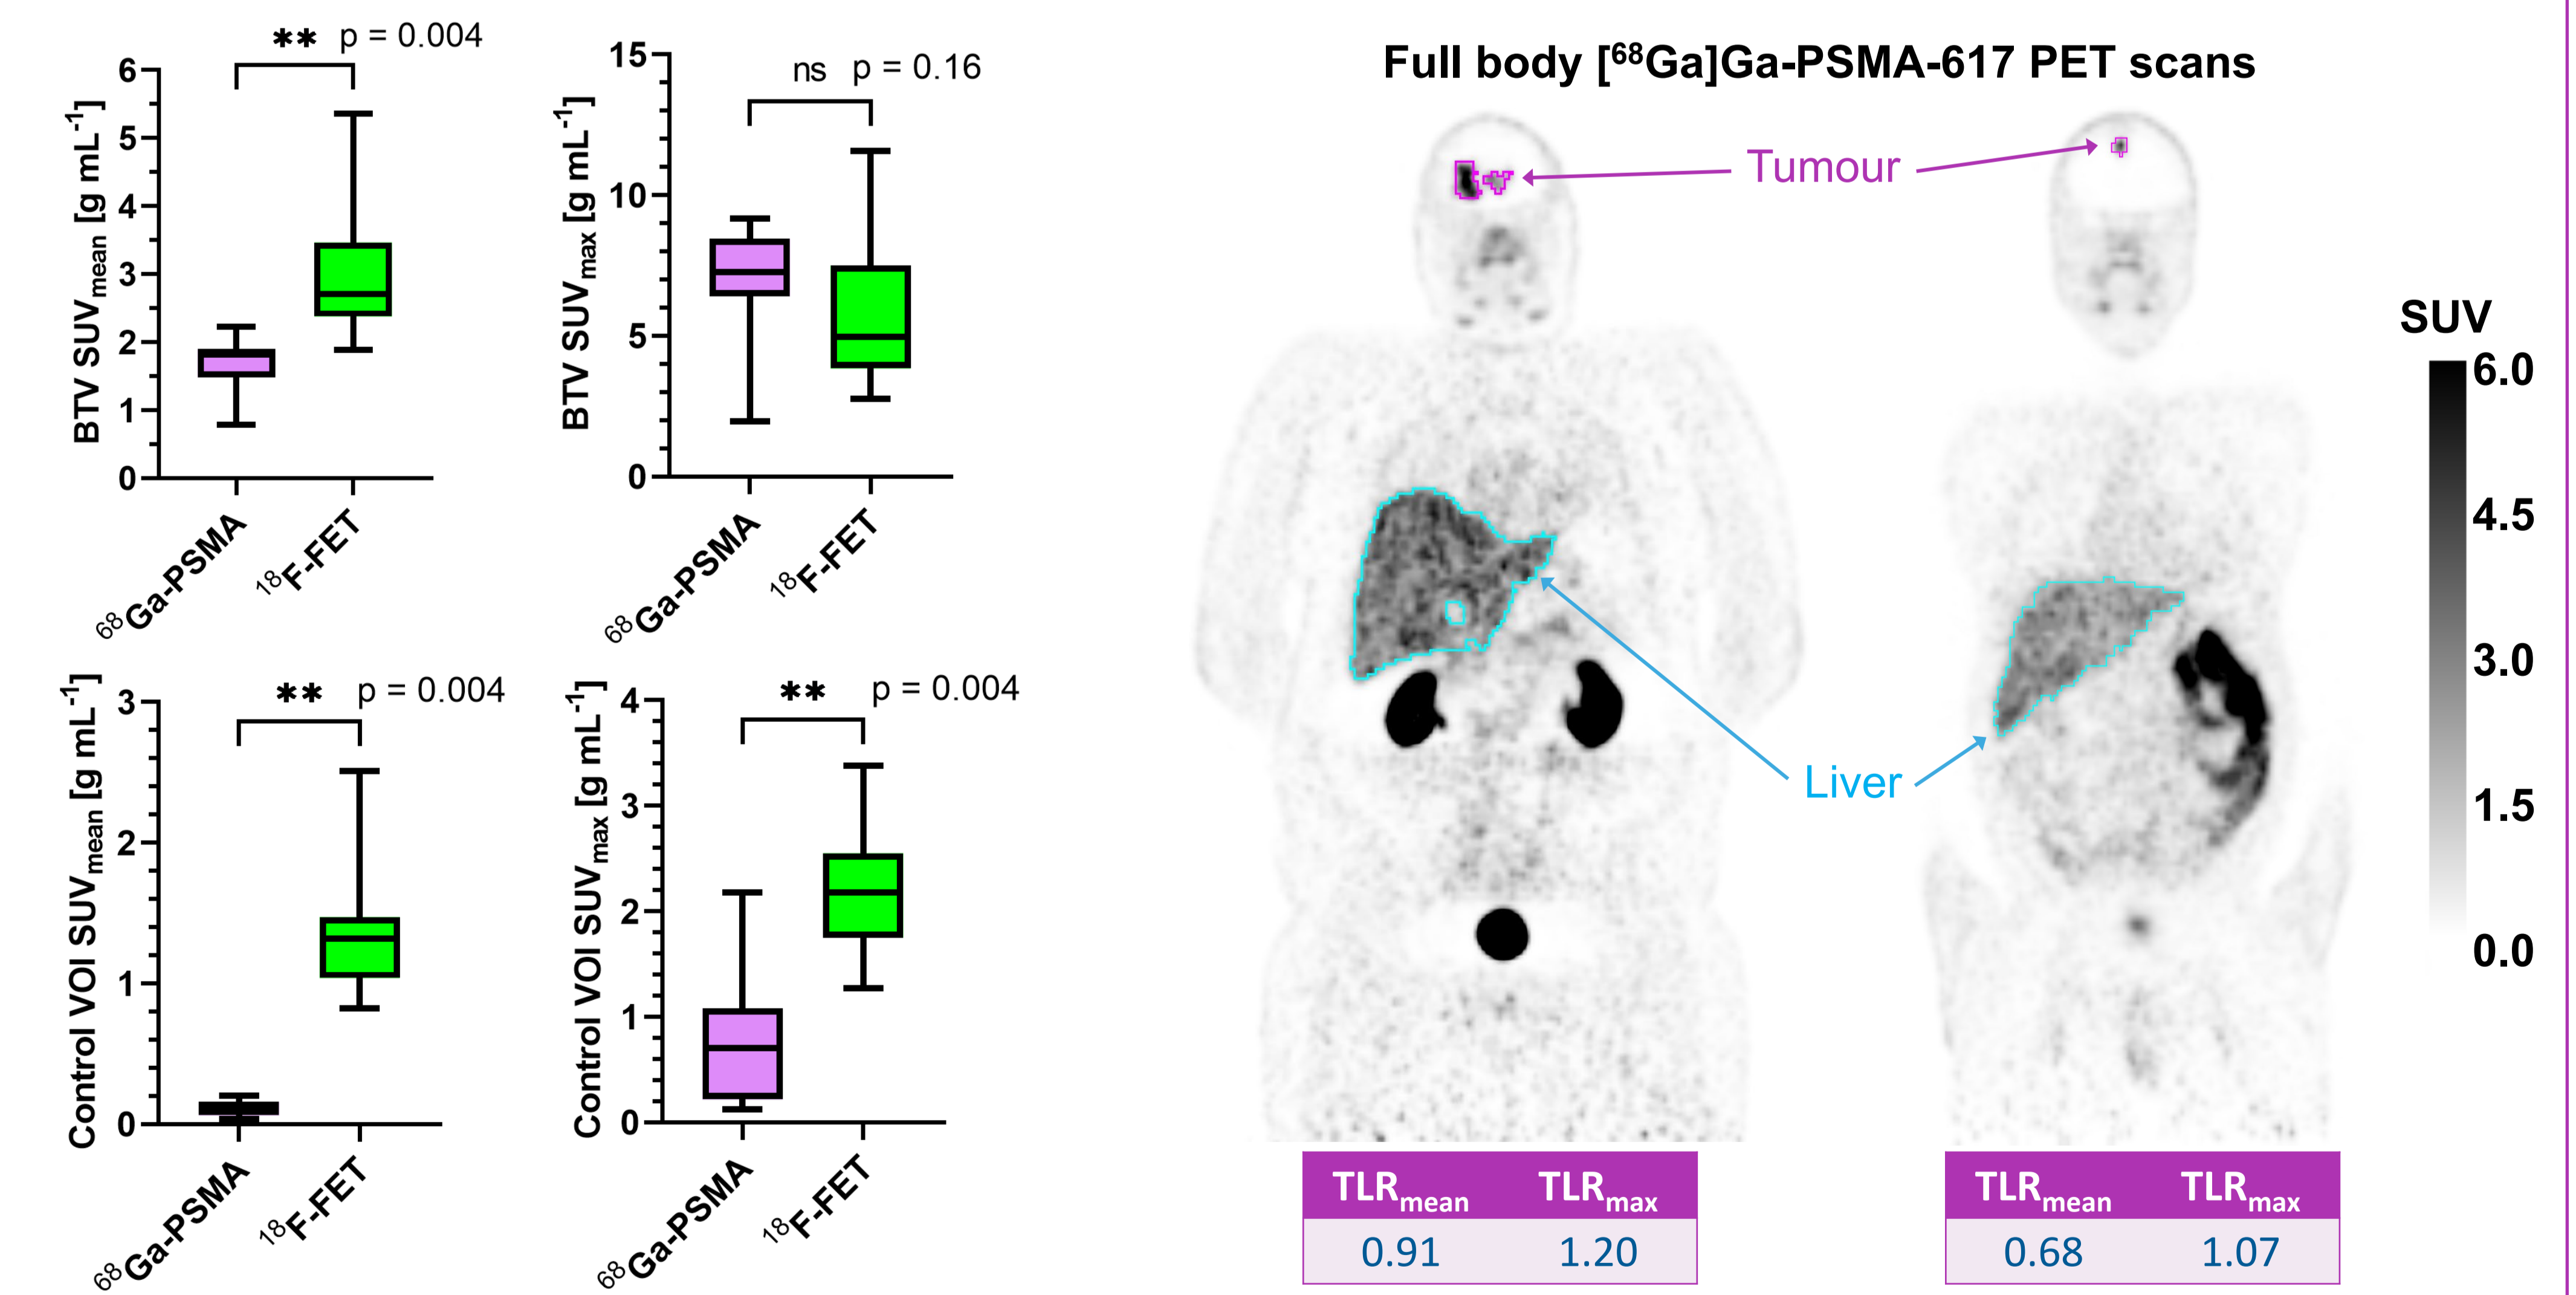 ** p = 0.004
BTV SUVmean [g mL-1]
6
5
4
3
2
1
0
68Ga-PSMA
18F-FET
ns p = 0.16
BTV SUVmax [g mL-1]
15
10
5
0
68Ga-PSMA
18F-FET
** p = 0.004
Control VOI SUVmean [g mL-1]
3
2
1
0
68Ga-PSMA
18F-FET
** p = 0.004
Control VOI SUVmax [g mL-1]
4
3
2
1
0
68Ga-PSMA
18F-FET
Full body [68Ga]Ga-PSMA-617 PET scans
Tumour
Liver
SUV
6.0
4.5
3.0
1.5
0.0
TLRmean TLRmax
0.91 1.20
TLRmean TLRmax
0.68 1.07